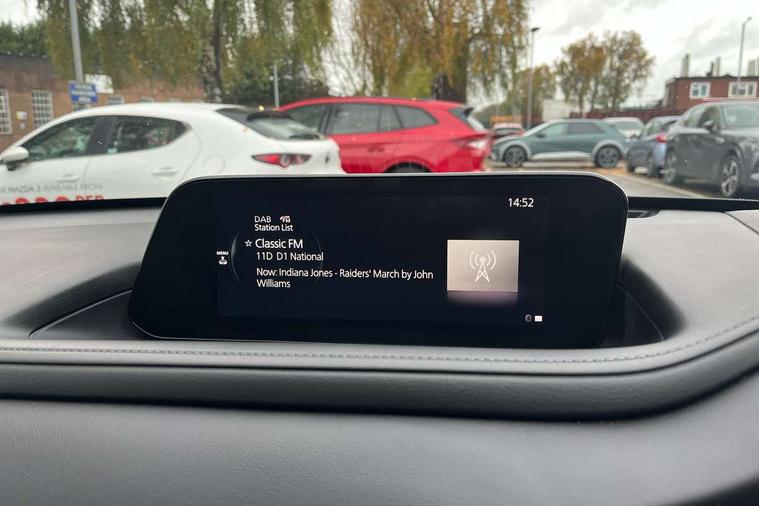 14:52
DAB
Station List
MENU
☆ Classic FM
11D D1 National
Now: Indiana Jones - Raiders' March by John
Williams
MAZDA 3 AVAILABLE FROM